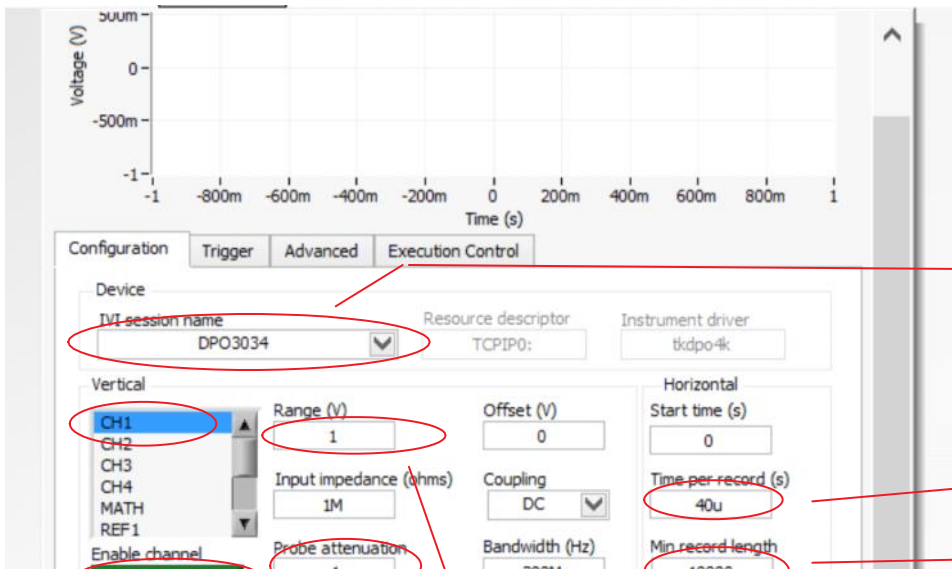 500m
Voltage (V)
0
-500m
-1
-1 -800m -600m -400m -200m 0 200m 400m 600m 800m 1
Time (s)
Configuration Trigger Advanced Execution Control
Device
IVI session name Resource descriptor Instrument driver
DPO3034 TCPIP0: tkdpo4k
Vertical Horizontal
CH1 Range (V) Offset (V) Start time (s)
CH2 1 0 0
CH3
CH4 Input impedance (ohms) Coupling Time per record (s)
MATH 1M DC 40u
REF1
Enable channel Probe attenuation Bandwidth (Hz) Min record length